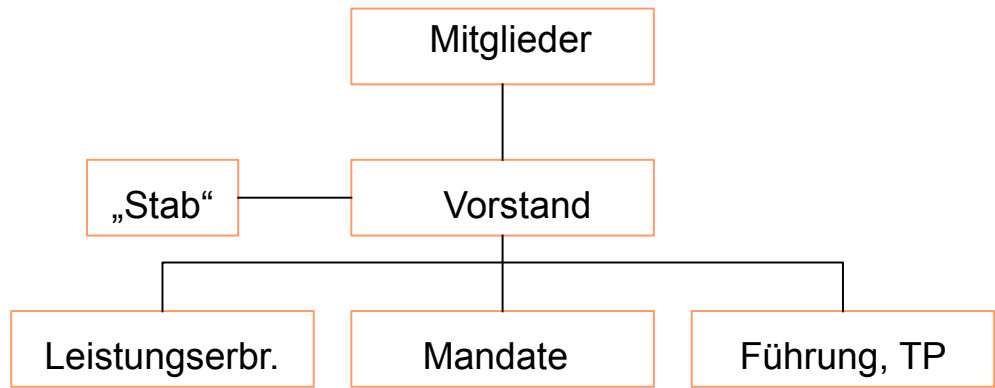 Mitglieder
„Stab“
Vorstand
Leistungserbr.
Mandate
Führung, TP